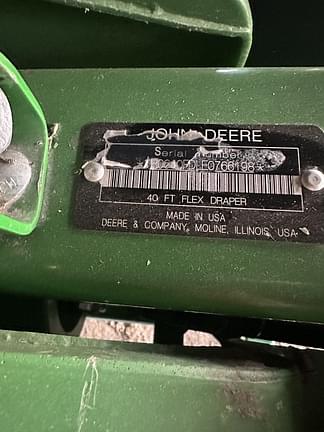 JOHN DEERE
Serial Number
40 FT FLEX DRAPER
MADE IN USA
DEERE & COMPANY, MOLINE, ILLINOIS, USA